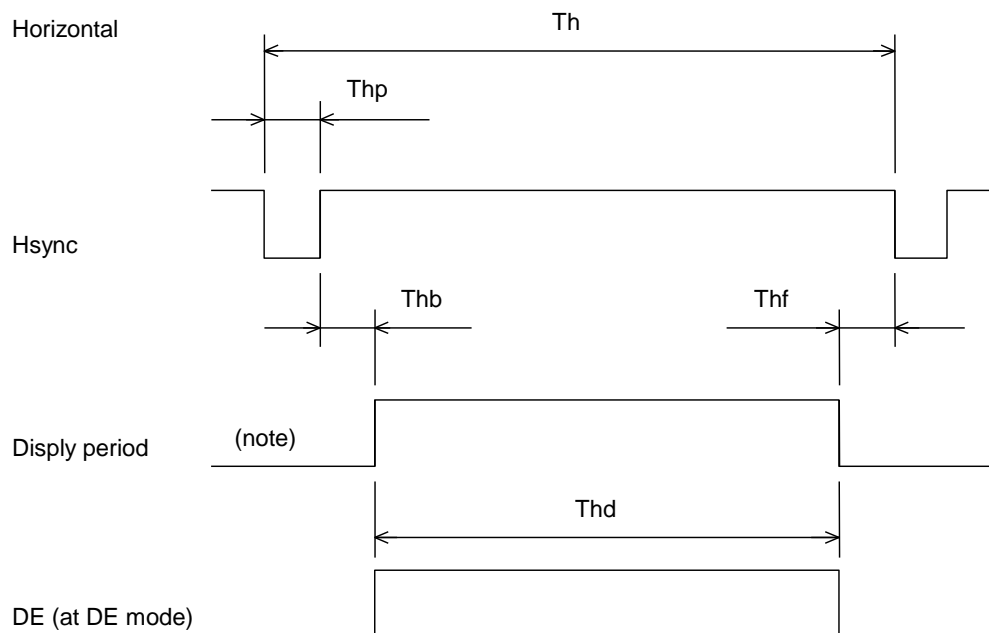 Horizontal
Th
Thp
Hsync
Thb
Thf
Disply period
(note)
Thd
DE (at DE mode)